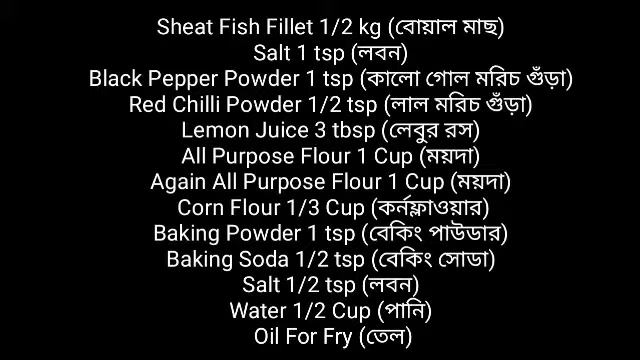 Sheat Fish Fillet 1/2 kg (বোয়াল মাছ)
Salt 1 tsp (লবন)
Black Pepper Powder 1 tsp (কালো গোল মরিচ গুঁড়া)
Red Chilli Powder 1/2 tsp (লাল মরিচ গুঁড়া)
Lemon Juice 3 tbsp (লেবুর রস)
All Purpose Flour 1 Cup (ময়দা)
Again All Purpose Flour 1 Cup (ময়দা)
Corn Flour 1/3 Cup (কর্নফ্লাওয়ার)
Baking Powder 1 tsp (বেকিং পাউডার)
Baking Soda 1/2 tsp (বেকিং সোডা)
Salt 1/2 tsp (লবন)
Water 1/2 Cup (পানি)
Oil For Fry (তেল)